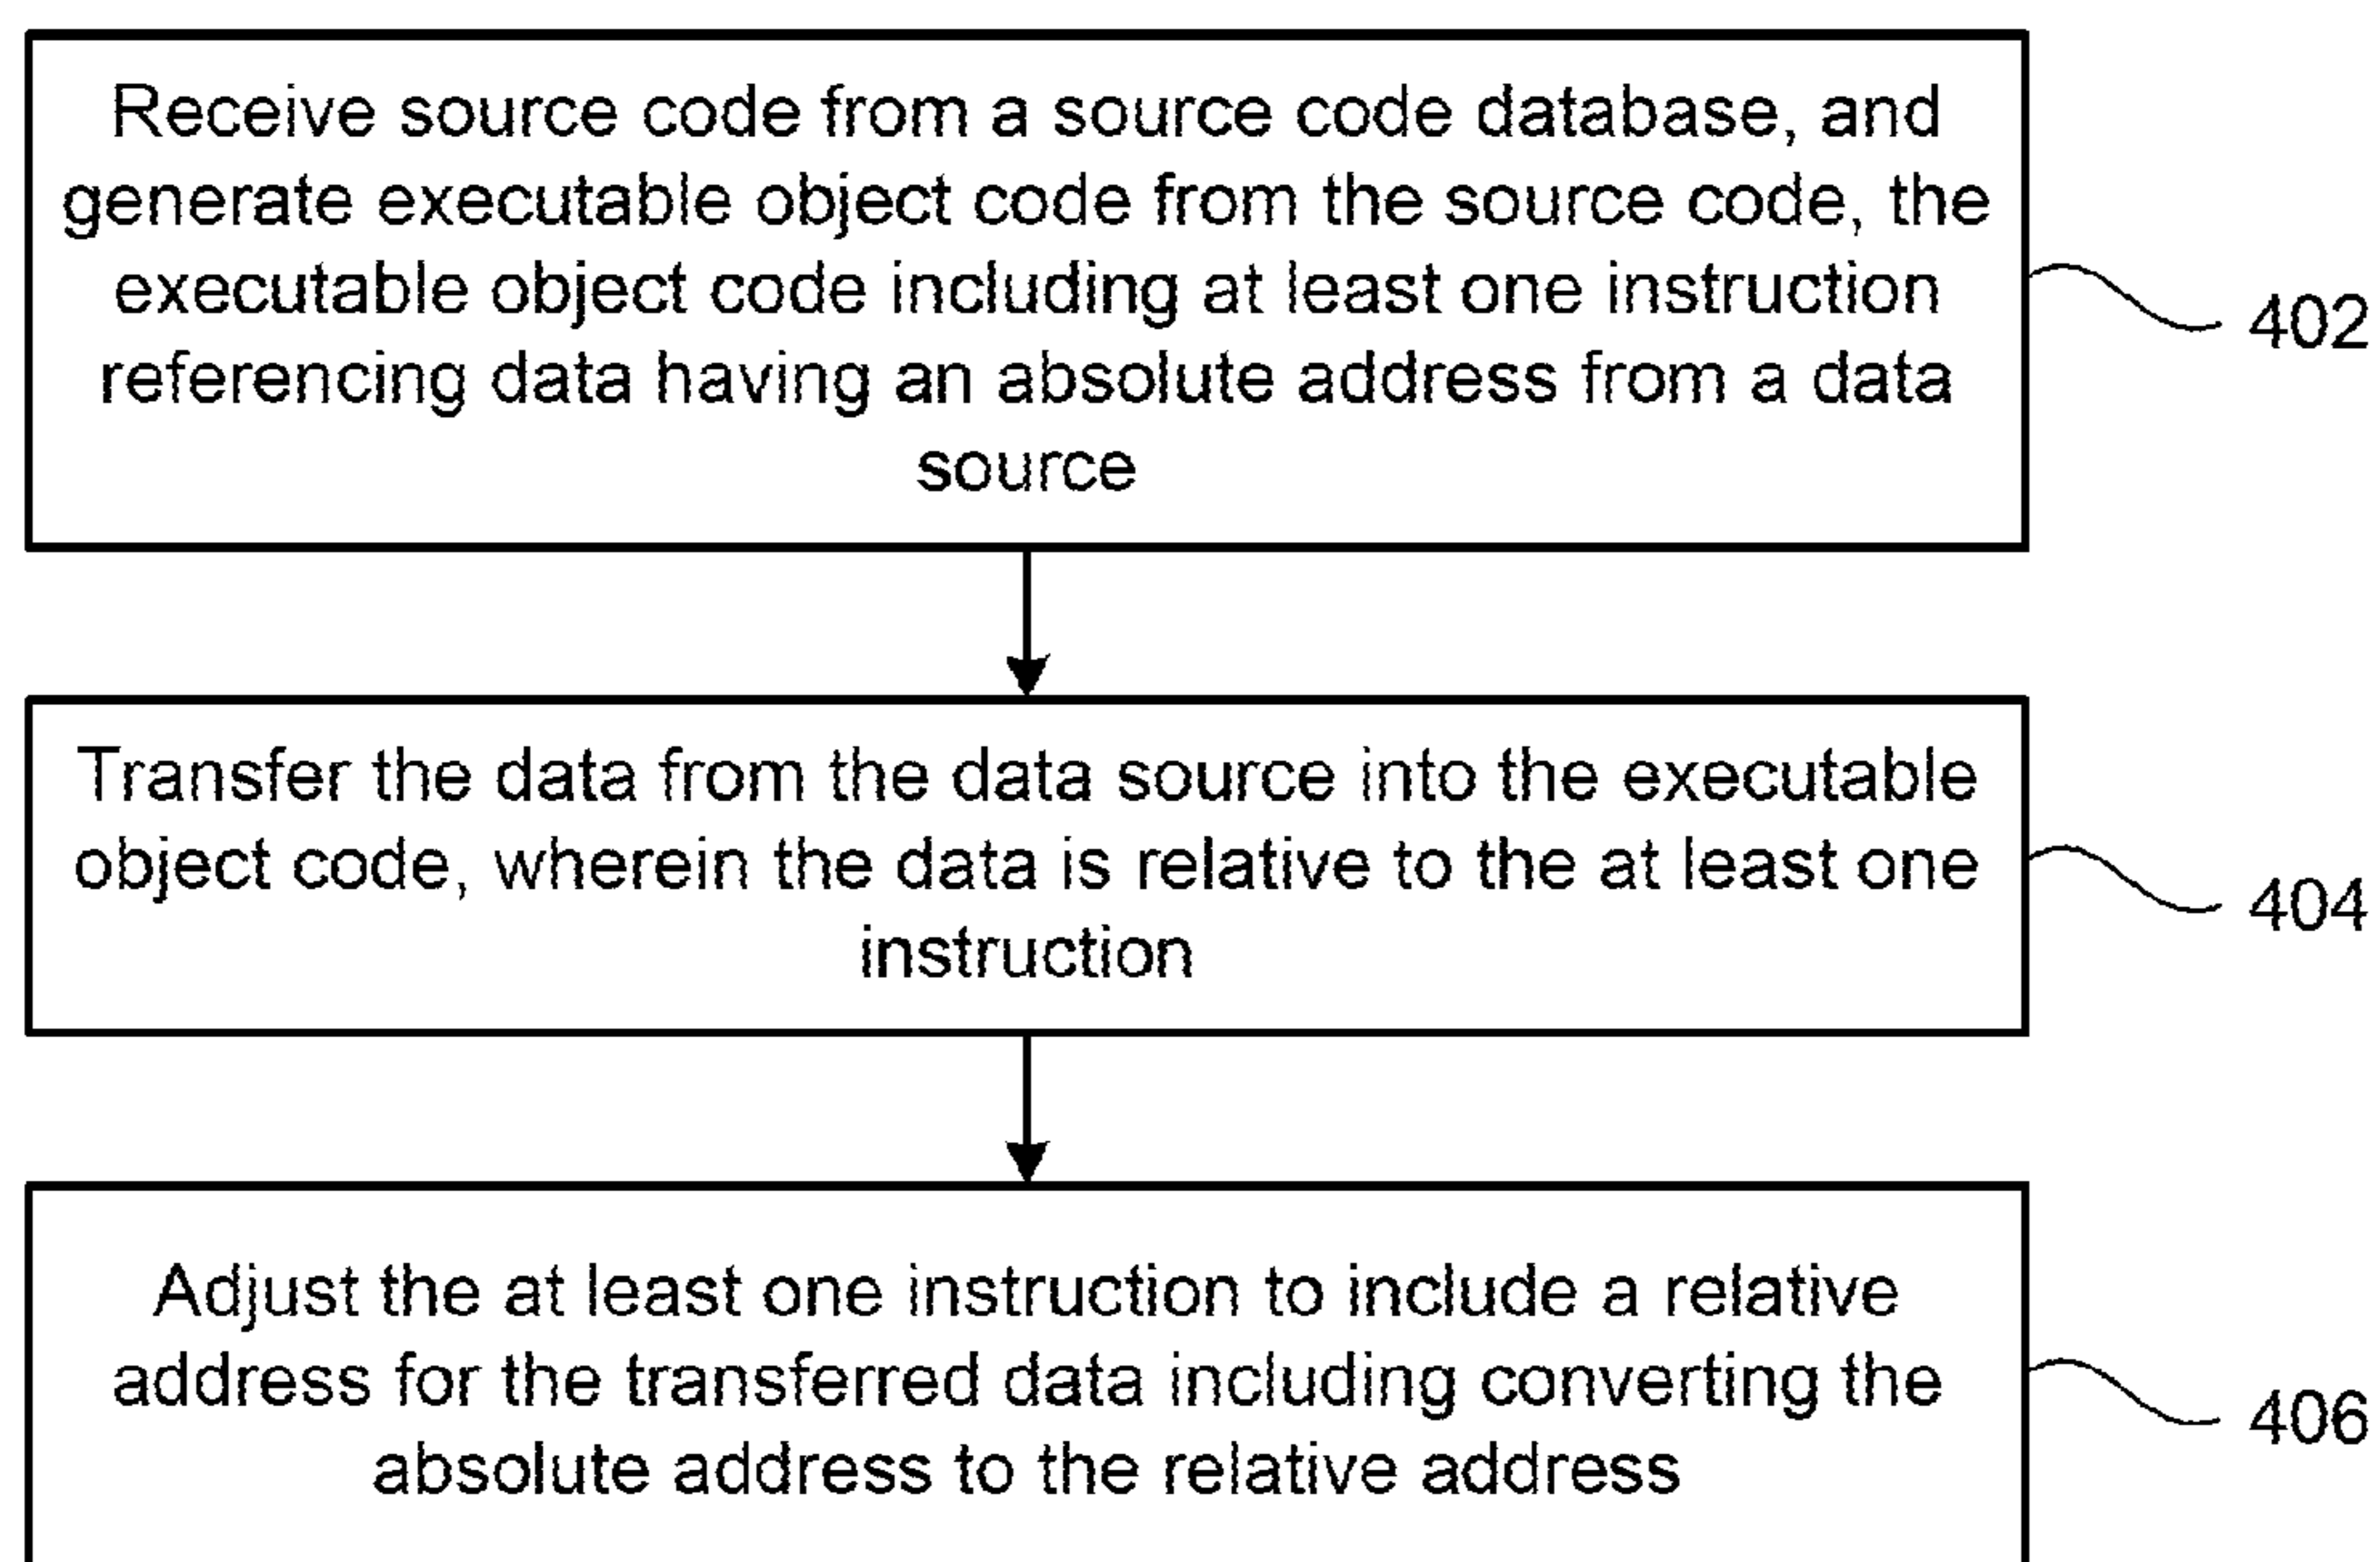 Receive source code from a source code database, and
generate executable object code from the source code, the
executable object code including at least one instruction
referencing data having an absolute address from a data
source
402
Transfer the data from the data source into the executable
object code, wherein the data is relative to the at least one
instruction
404
Adjust the at least one instruction to include a relative
address for the transferred data including converting the
absolute address to the relative address
406